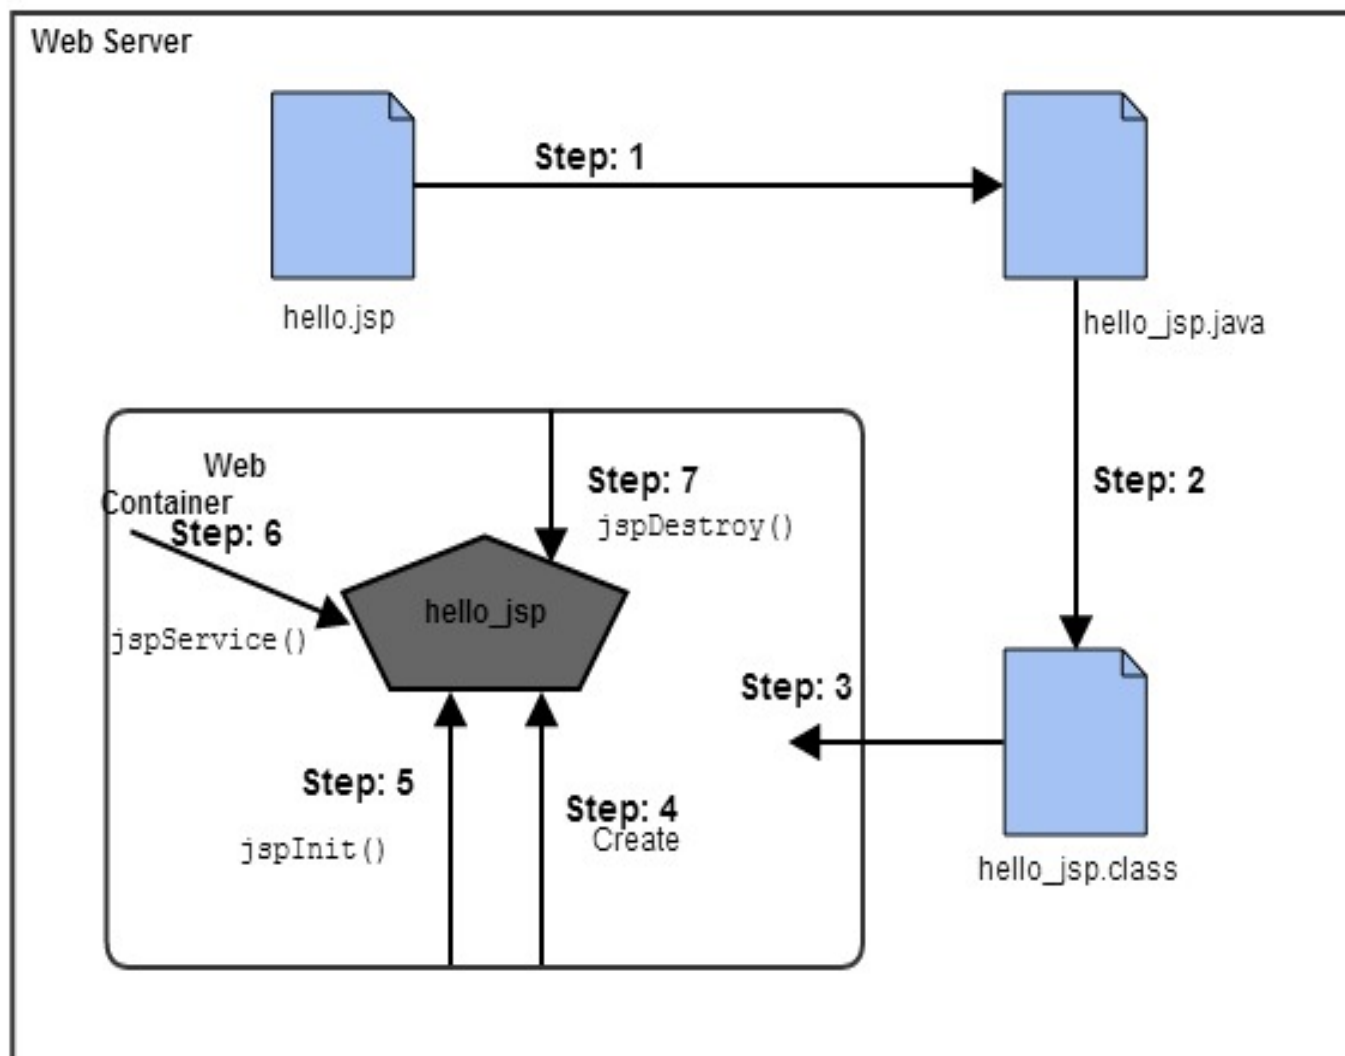 Web Server
Step: 1
hello.jsp
hello_jsp.java
Web
Container
Step: 6
jspService()
Step: 7
jspDestroy()
hello_jsp
Step: 2
Step: 3
Step: 5
jspInit()
Step: 4
Create
hello_jsp.class